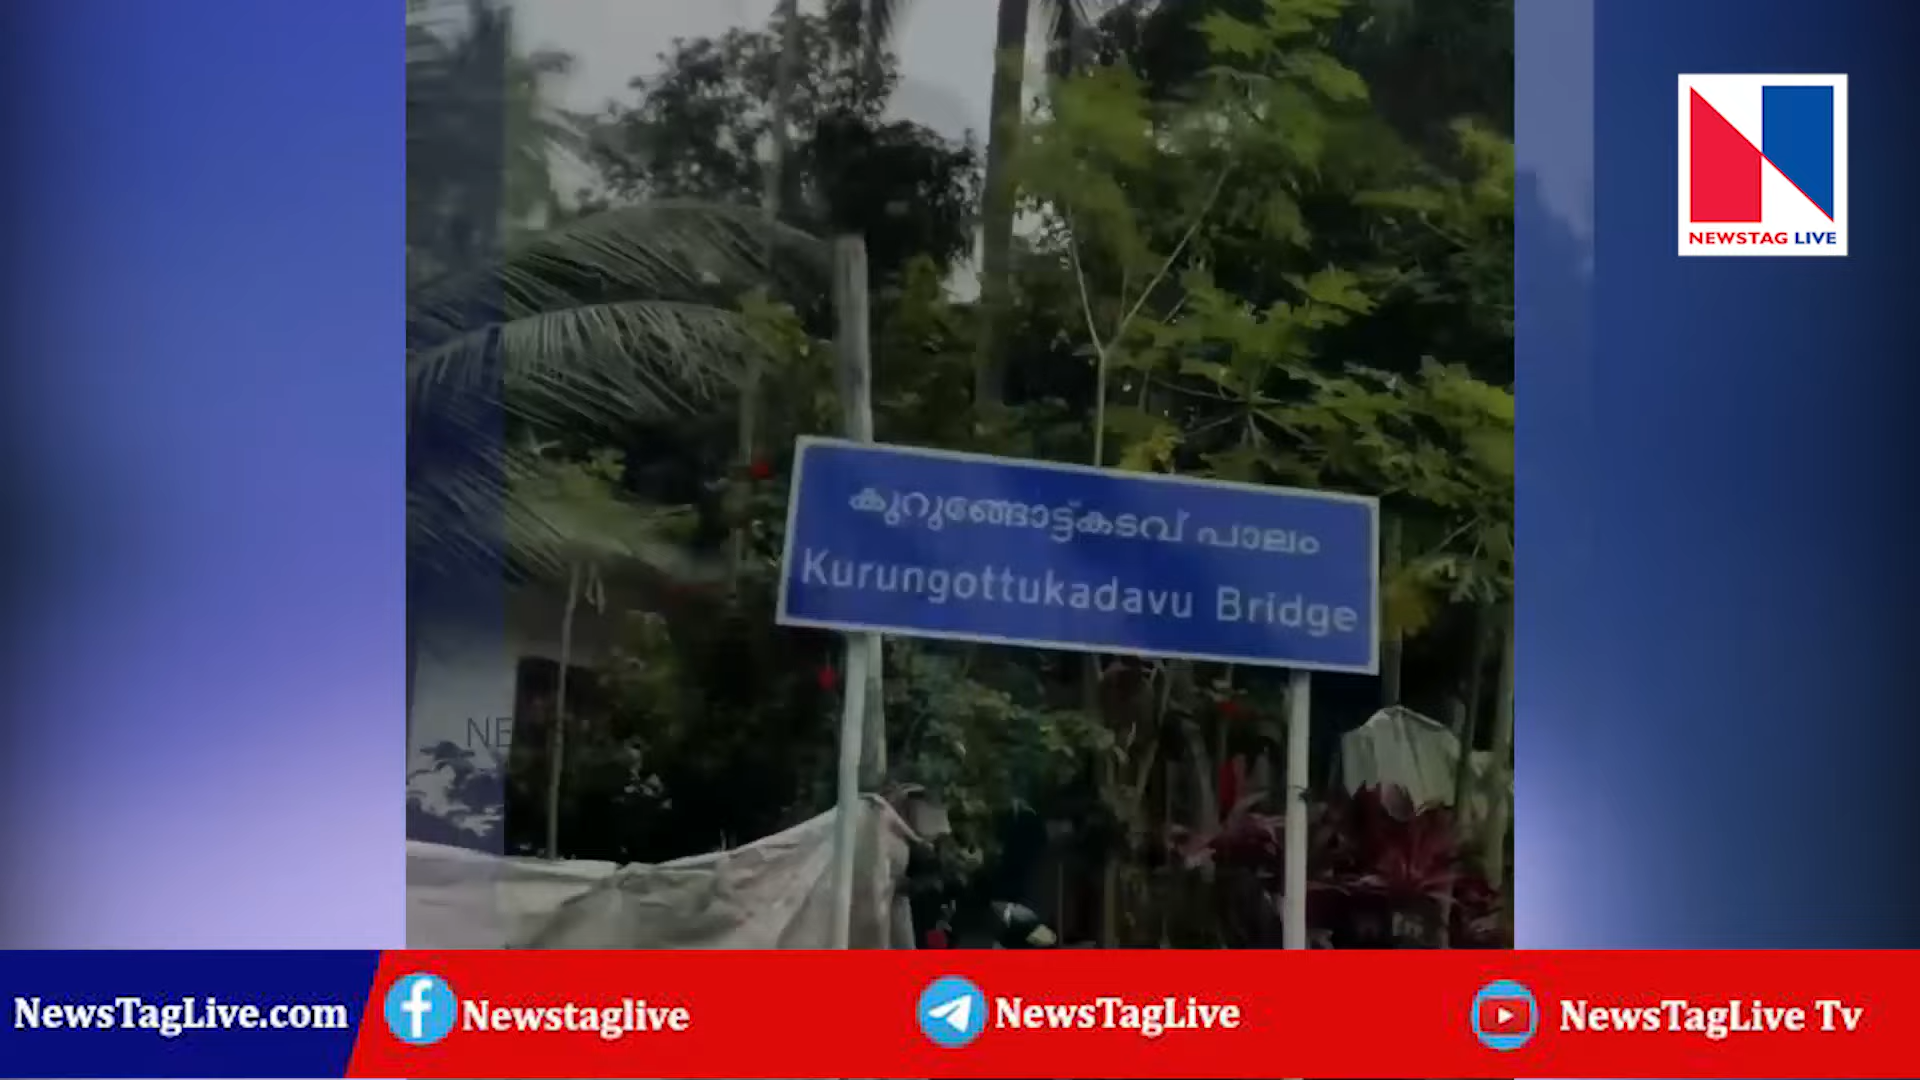 NEWSTAG LIVE
കുറുങ്ങോട്ട്കടവ് പാലം
Kurungottukadavu Bridge
NewsTagLive.com
Newstaglive
NewsTagLive
NewsTagLive Tv